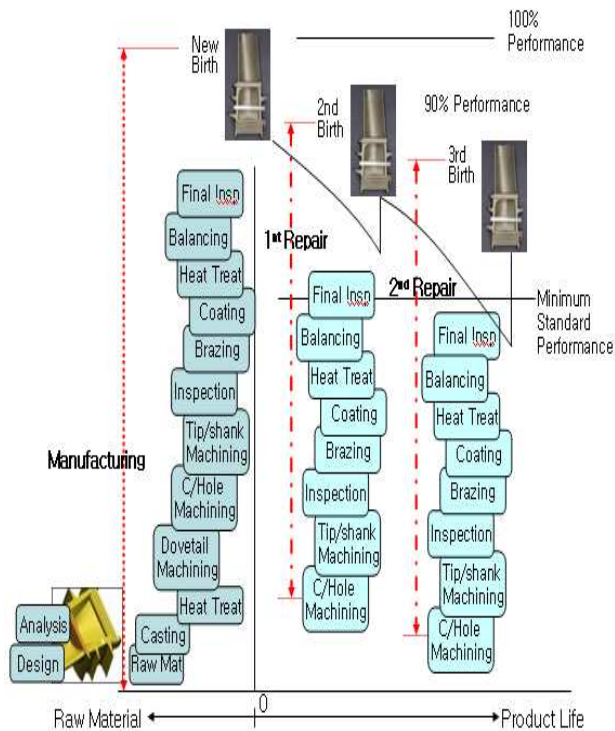 100%
Performance
New
Birth
2nd
Birth
90% Performance
3rd
Birth
Final Insp
Balancing
Heat Treat
Coating
Brazing
Inspection
Tip/shank
Machining
C/Hole
Machining
Dovetail
Machining
Heat Treat
Casting
Raw Mat
Manufacturing
Analysis
Design
1nt Repair
Final Insp
Balancing
Heat Treat
Coating
Brazing
Inspection
Tip/shank
Machining
C/Hole
Machining
2nd Repair
Minimum
Standard
Performance
Final Insp
Balancing
Heat Treat
Coating
Brazing
Inspection
Tip/shank
Machining
C/Hole
Machining
0
Raw Material
Product Life